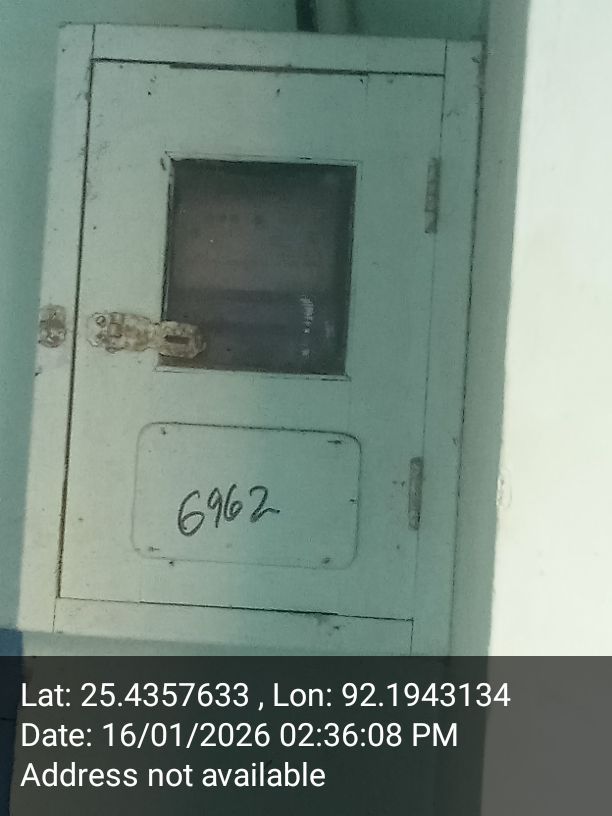 6962
Lat: 25.4357633 , Lon: 92.1943134
Date: 16/01/2026 02:36:08 PM
Address not available